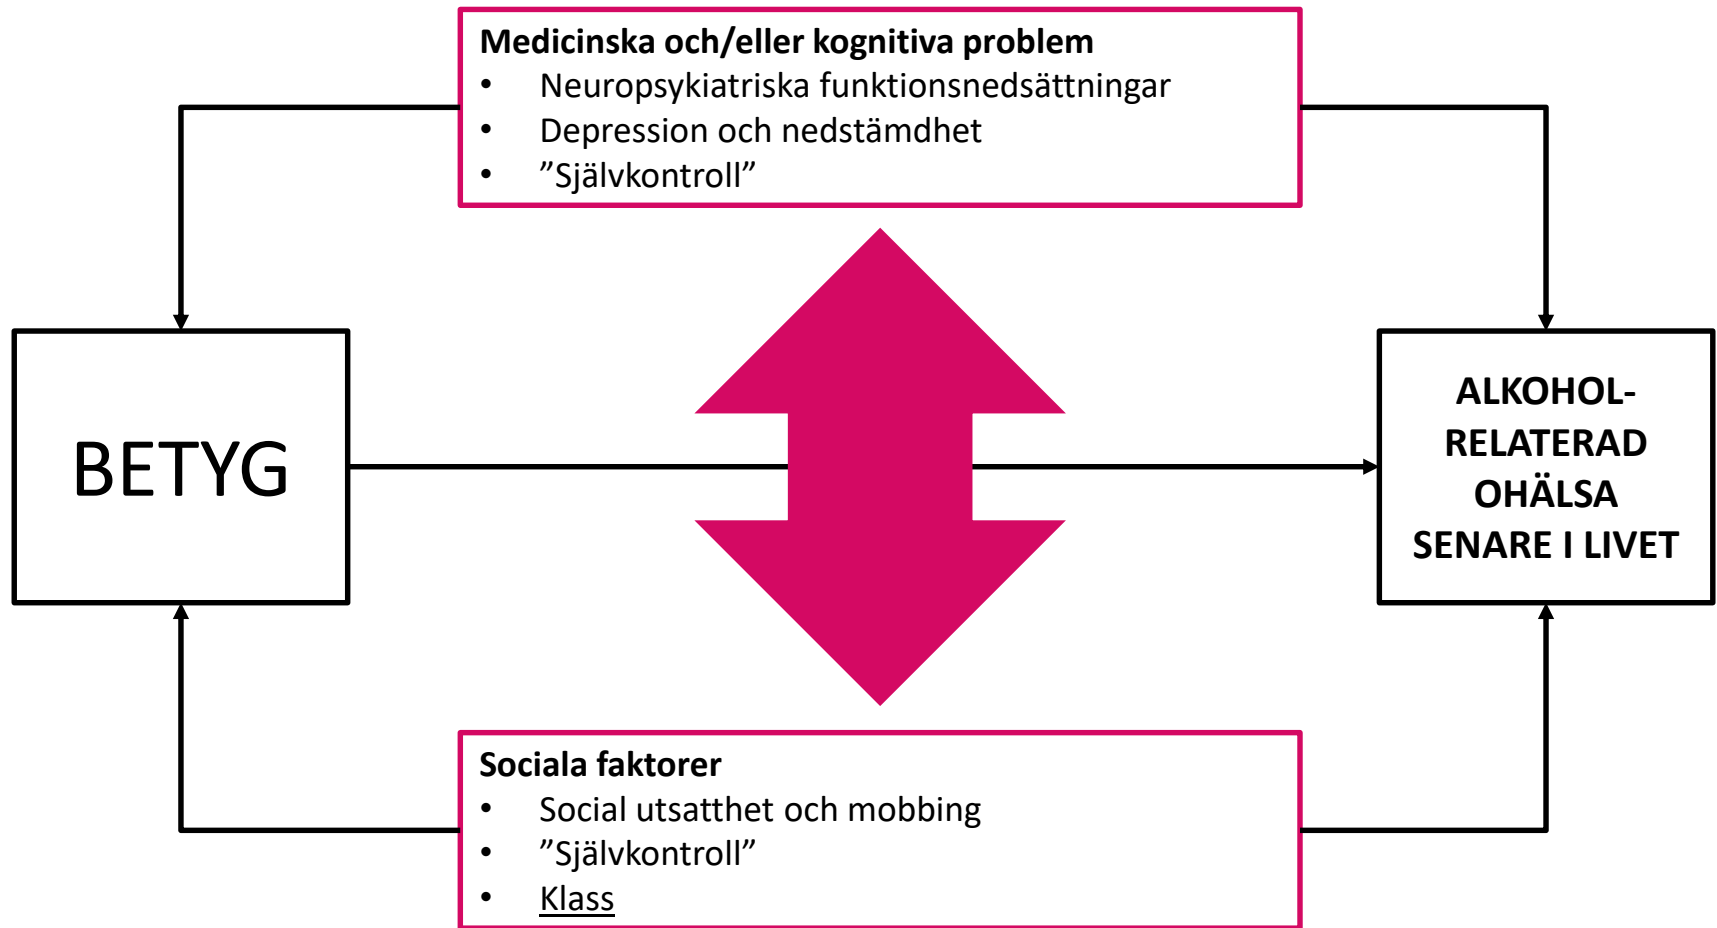 Medicinska och/eller kognitiva problem
• Neuropsykiatriska funktionsnedsättningar
• Depression och nedstämdhet
• ”Självkontroll”
BETYG
ALKOHOL-
RELATERAD
OHÄLSA
SENARE I LIVET
Sociala faktorer
• Social utsatthet och mobbing
• ”Självkontroll”
• Klass